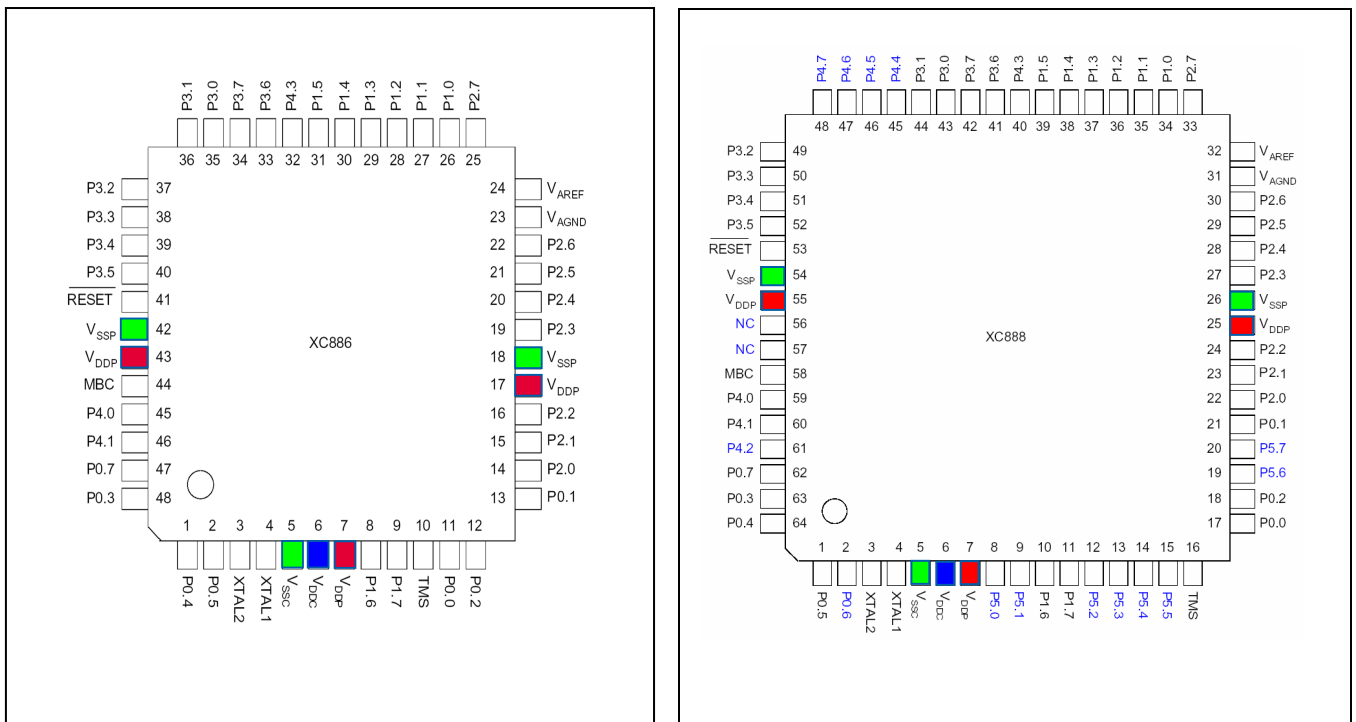 P3.1 P3.0 P3.7 P3.6 P4.3 P1.5 P1.4 P1.3 P1.2 P1.1 P1.0 P2.7
36 35 34 33 32 31 30 29 28 27 26 25
P3.2 37
P3.3 38
P3.4 39
P3.5 40
RESET 41
VSSP 42
VDDP 43
MBC 44
P4.0 45
P4.1 46
P0.7 47
P0.3 48
XC886
24 VAREF
23 VAGND
22 P2.6
21 P2.5
20 P2.4
19 P2.3
18 VSSP
17 VDDP
16 P2.2
15 P2.1
14 P2.0
13 P0.1
1 2 3 4 5 6 7 8 9 10 11 12
P0.4 P0.5 XTAL2 XTAL1 VSSC VDDC VDDP P1.6 P1.7 TMS P0.0 P0.2
P4.7 P4.6 P4.5 P4.4 P3.1 P3.0 P3.7 P3.6 P4.3 P1.5 P1.4 P1.3 P1.2 P1.1 P1.0 P2.7
48 47 46 45 44 43 42 41 40 39 38 37 36 35 34 33
P3.2 49
P3.3 50
P3.4 51
P3.5 52
RESET 53
VSSP 54
VDDP 55
NC 56
NC 57
MBC 58
P4.0 59
P4.1 60
P4.2 61
P0.7 62
P0.3 63
P0.4 64
XC888
32 VAREF
31 VAGND
30 P2.6
29 P2.5
28 P2.4
27 P2.3
26 VSSP
25 VDDP
24 P2.2
23 P2.1
22 P2.0
21 P0.1
20 P5.7
19 P5.6
18 P0.2
17 P0.0
1 2 3 4 5 6 7 8 9 10 11 12 13 14 15 16
P0.5 P0.6 XTAL2 XTAL1 VSSC VDDC VDDP P5.0 P5.1 P1.6 P1.7 P5.2 P5.3 P5.4 P5.5 TMS